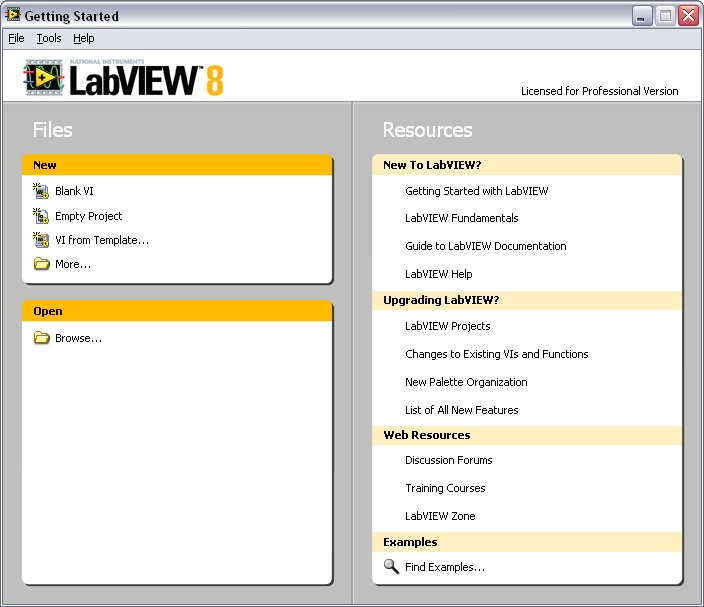 Getting Started
File Tools Help
NATIONAL INSTRUMENTS
LabVIEW™ 8
Licensed for Professional Version
Files
New
Blank VI
Empty Project
VI from Template...
More...
Open
Browse...
Resources
New To LabVIEW?
Getting Started with LabVIEW
LabVIEW Fundamentals
Guide to LabVIEW Documentation
LabVIEW Help
Upgrading LabVIEW?
LabVIEW Projects
Changes to Existing VIs and Functions
New Palette Organization
List of All New Features
Web Resources
Discussion Forums
Training Courses
LabVIEW Zone
Examples
Find Examples...